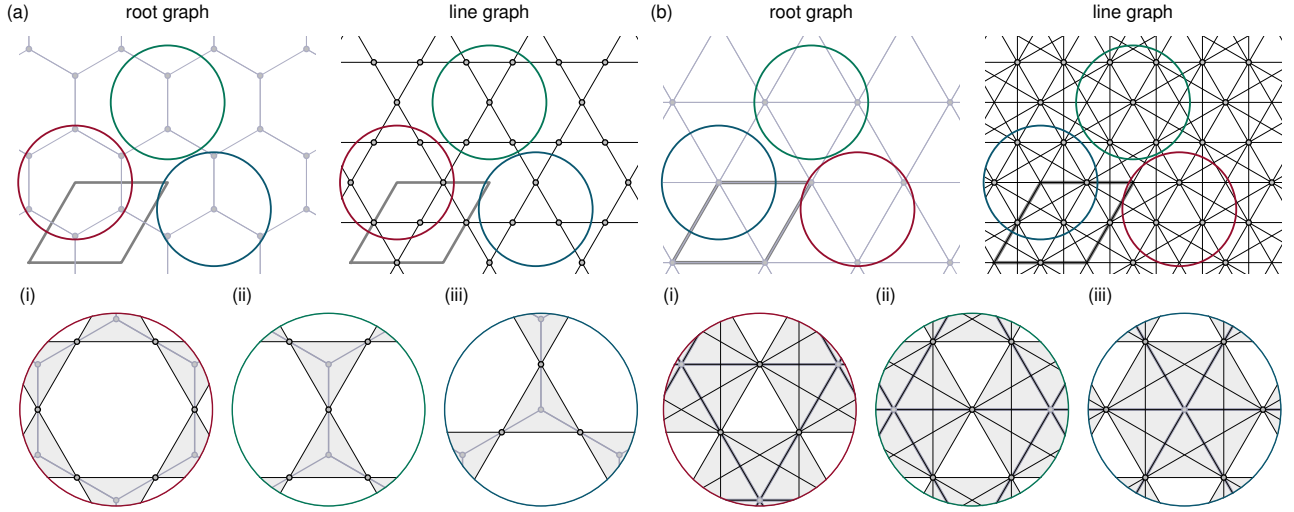 (a) root graph line graph (b) root graph line graph
(i) (ii) (iii) (i) (ii) (iii)